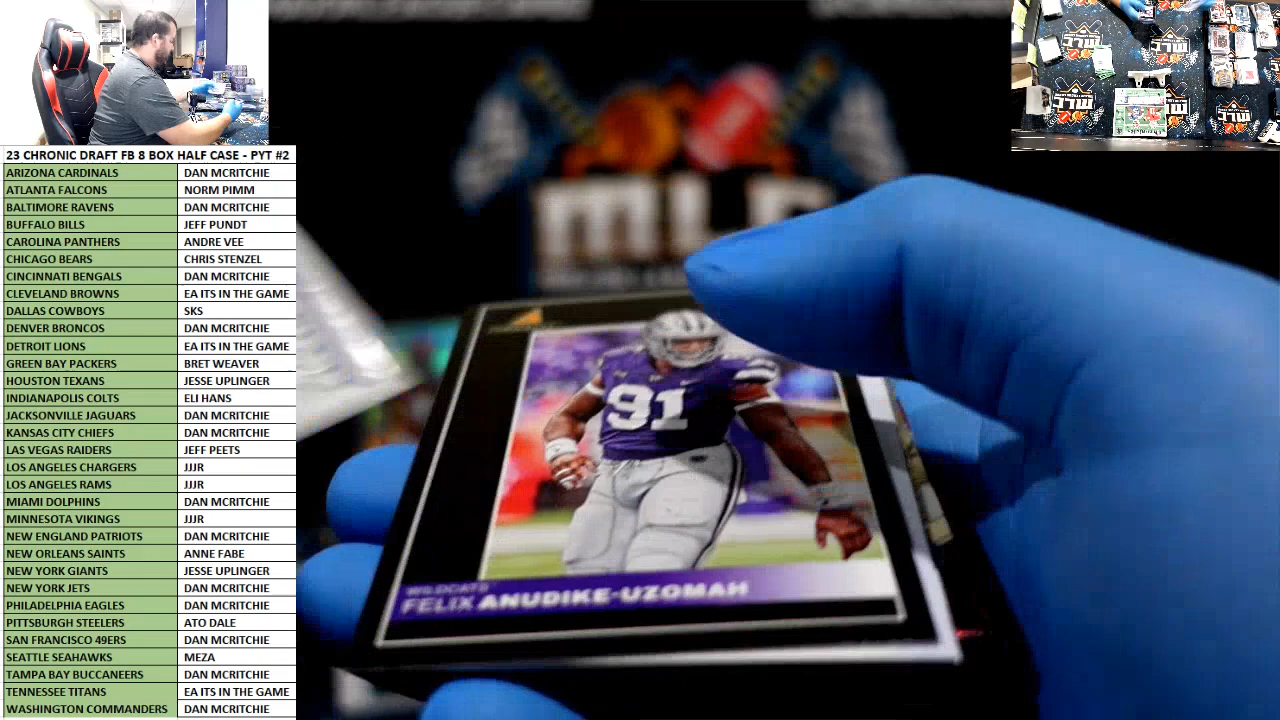 23 CHRONIC DRAFT FB 8 BOX HALF CASE - PYT #2
ARIZONA CARDINALS DAN MCRITCHIE
ATLANTA FALCONS NORM PIMM
BALTIMORE RAVENS DAN MCRITCHIE
BUFFALO BILLS JEFF PUNDT
CAROLINA PANTHERS ANDRE VEE
CHICAGO BEARS CHRIS STENZEL
CINCINNATI BENGALS DAN MCRITCHIE
CLEVELAND BROWNS EA ITS IN THE GAME
DALLAS COWBOYS SKS
DENVER BRONCOS DAN MCRITCHIE
DETROIT LIONS EA ITS IN THE GAME
GREEN BAY PACKERS BRET WEAVER
HOUSTON TEXANS JESSE UPLINGER
INDIANAPOLIS COLTS ELI HANS
JACKSONVILLE JAGUARS DAN MCRITCHIE
KANSAS CITY CHIEFS DAN MCRITCHIE
LAS VEGAS RAIDERS JEFF PEETS
LOS ANGELES CHARGERS JJJR
LOS ANGELES RAMS JJJR
MIAMI DOLPHINS DAN MCRITCHIE
MINNESOTA VIKINGS JJJR
NEW ENGLAND PATRIOTS DAN MCRITCHIE
NEW ORLEANS SAINTS ANNE FABE
NEW YORK GIANTS JESSE UPLINGER
NEW YORK JETS DAN MCRITCHIE
PHILADELPHIA EAGLES DAN MCRITCHIE
PITTSBURGH STEELERS ATO DALE
SAN FRANCISCO 49ERS DAN MCRITCHIE
SEATTLE SEAHAWKS MEZA
TAMPA BAY BUCCANEERS DAN MCRITCHIE
TENNESSEE TITANS EA ITS IN THE GAME
WASHINGTON COMMANDERS DAN MCRITCHIE
91
WILDCATS
FELIX ANUDIKE-UZOMAH